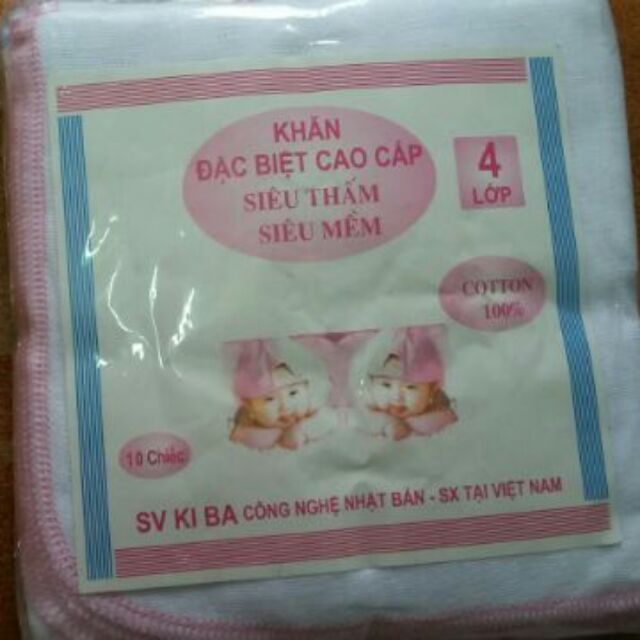 KHĂN
ĐẶC BIỆT CAO CẤP
SIÊU THẤM
SIÊU MỀM
4
LỚP
COTTON
100%
10 Chiếc
SV KI BA CÔNG NGHỆ NHẬT BẢN - SX TẠI VIỆT NAM